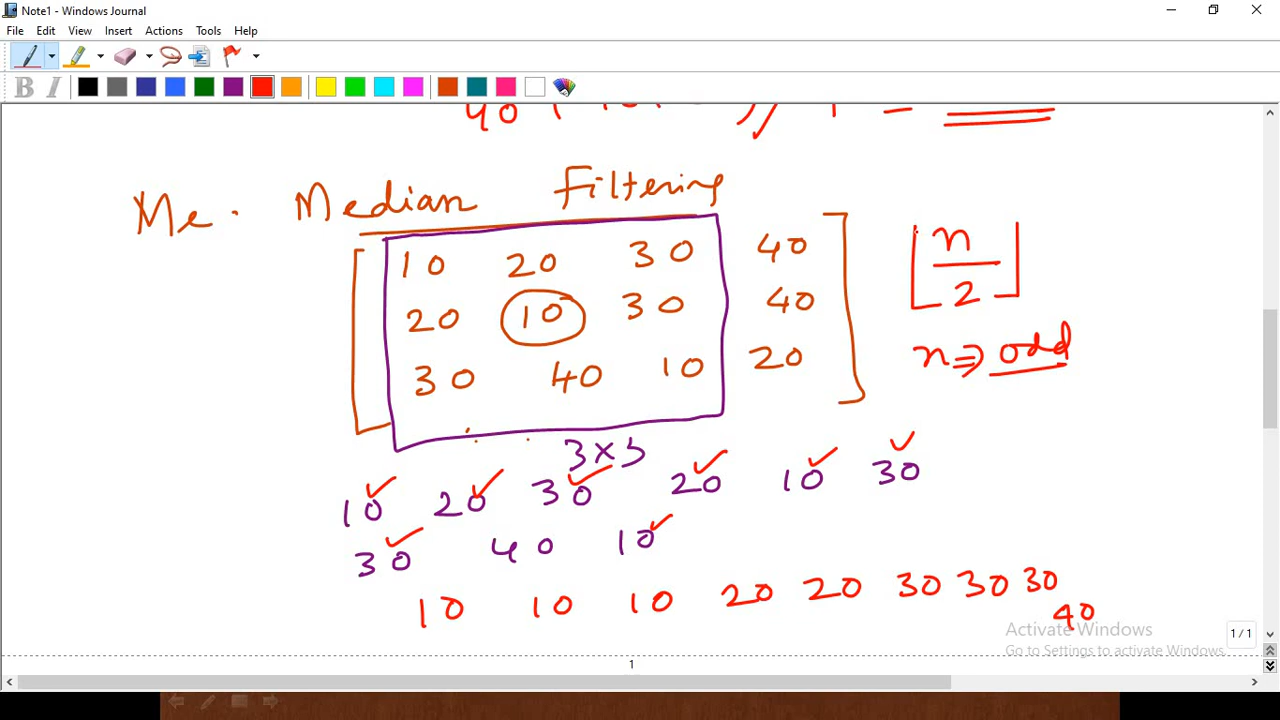 Note1 - Windows Journal
File Edit View Insert Actions Tools Help
B I
Me. Median Filtering
10 20 30 40
20 10 30 40
30 40 10 20
n
2
n => odd
3 x 3
10 20 30 20 10 30
30 40 10
10 10 10 20 20 30 30 30
40
Activate Windows
Go to Settings to activate Windows.
1 / 1
1